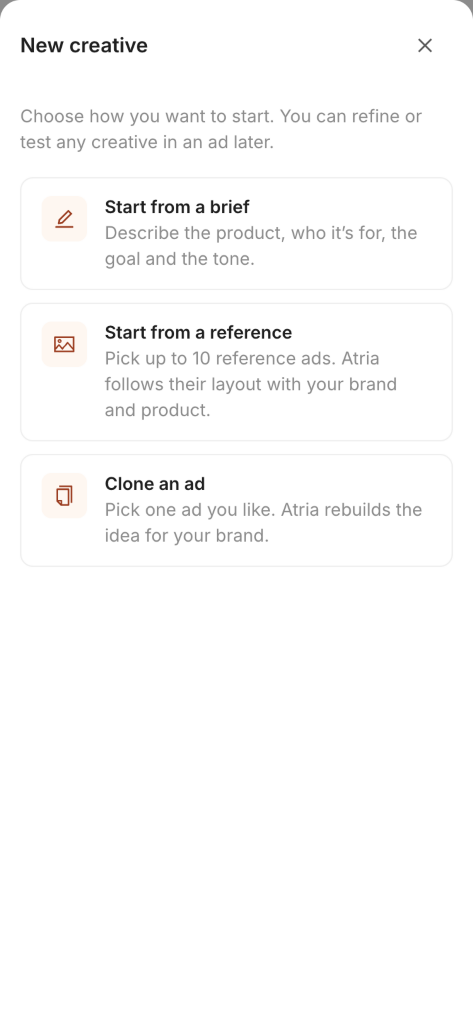 New creative
Choose how you want to start. You can refine or
test any creative in an ad later.
Start from a brief
Describe the product, who it’s for, the
goal and the tone.
Start from a reference
Pick up to 10 reference ads. Atria
follows their layout with your brand
and product.
Clone an ad
Pick one ad you like. Atria rebuilds the
idea for your brand.